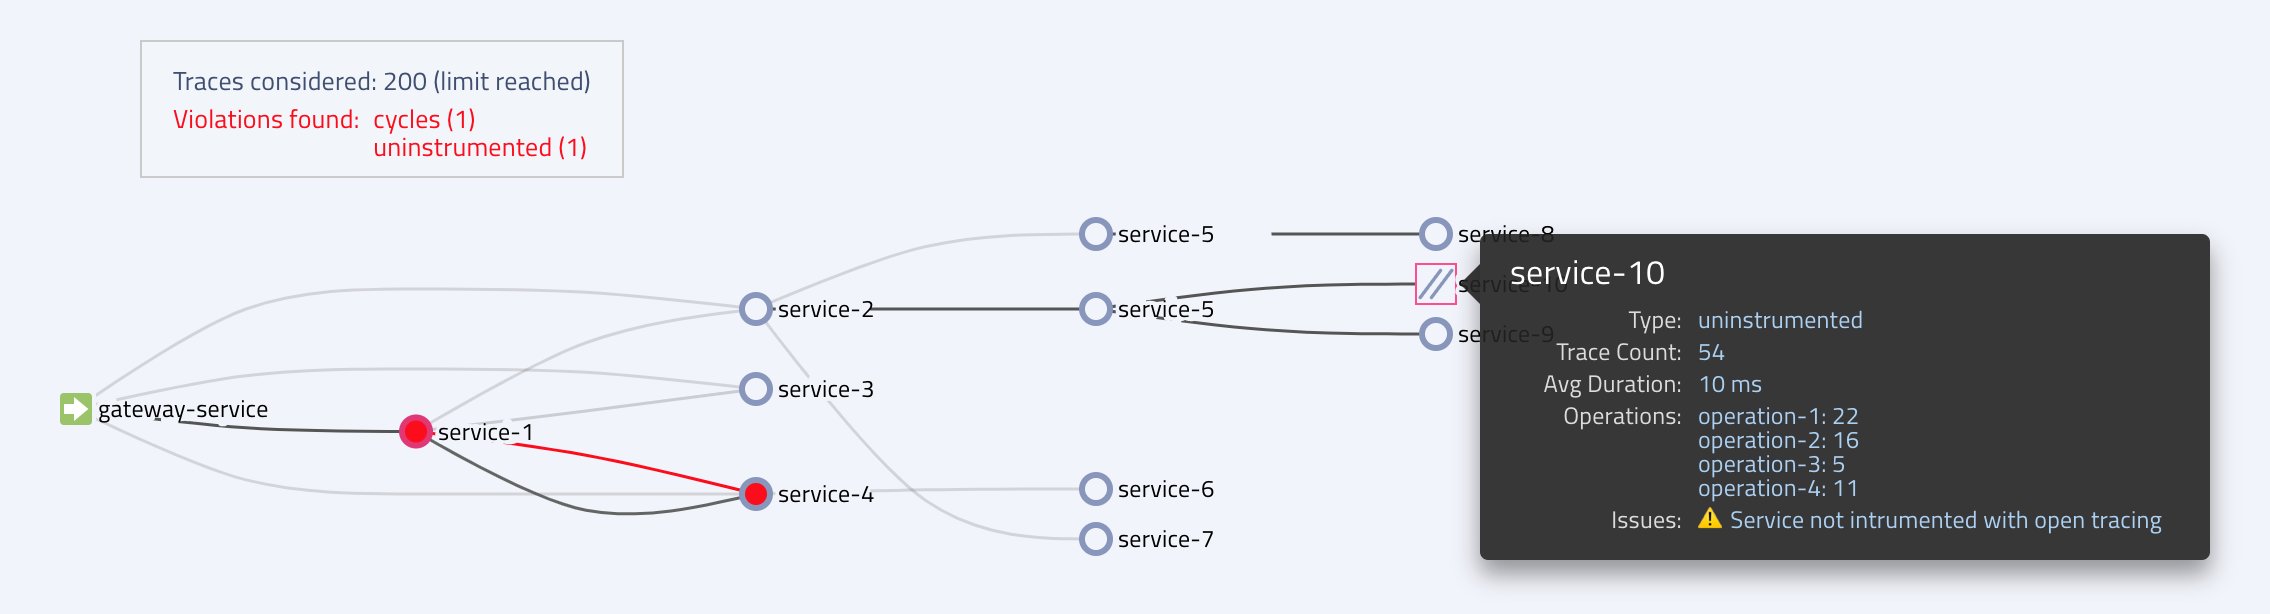 Traces considered: 200 (limit reached)
Violations found: cycles (1)
uninstrumented (1)
service-5
service-8
service-10
service-2
service-5
service-9
service-3
gateway-service
service-1
service-4
service-6
service-7
service-10
Type: uninstrumented
Trace Count: 54
Avg Duration: 10 ms
Operations: operation-1: 22
operation-2: 16
operation-3: 5
operation-4: 11
Issues: Service not intrumented with open tracing